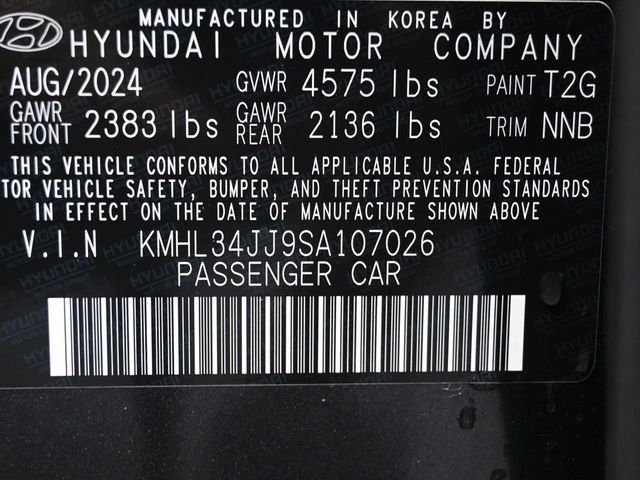 MANUFACTURED IN KOREA BY
HYUNDAI MOTOR COMPANY
AUG/2024 GVWR 4575 lbs PAINT T2G
GAWR FRONT 2383 lbs GAWR REAR 2136 lbs TRIM NNB
THIS VEHICLE CONFORMS TO ALL APPLICABLE U.S.A. FEDERAL
TOR VEHICLE SAFETY, BUMPER, AND THEFT PREVENTION STANDARDS
IN EFFECT ON THE DATE OF MANUFACTURE SHOWN ABOVE
V.I.N KMHL34JJ9SA107026
PASSENGER CAR